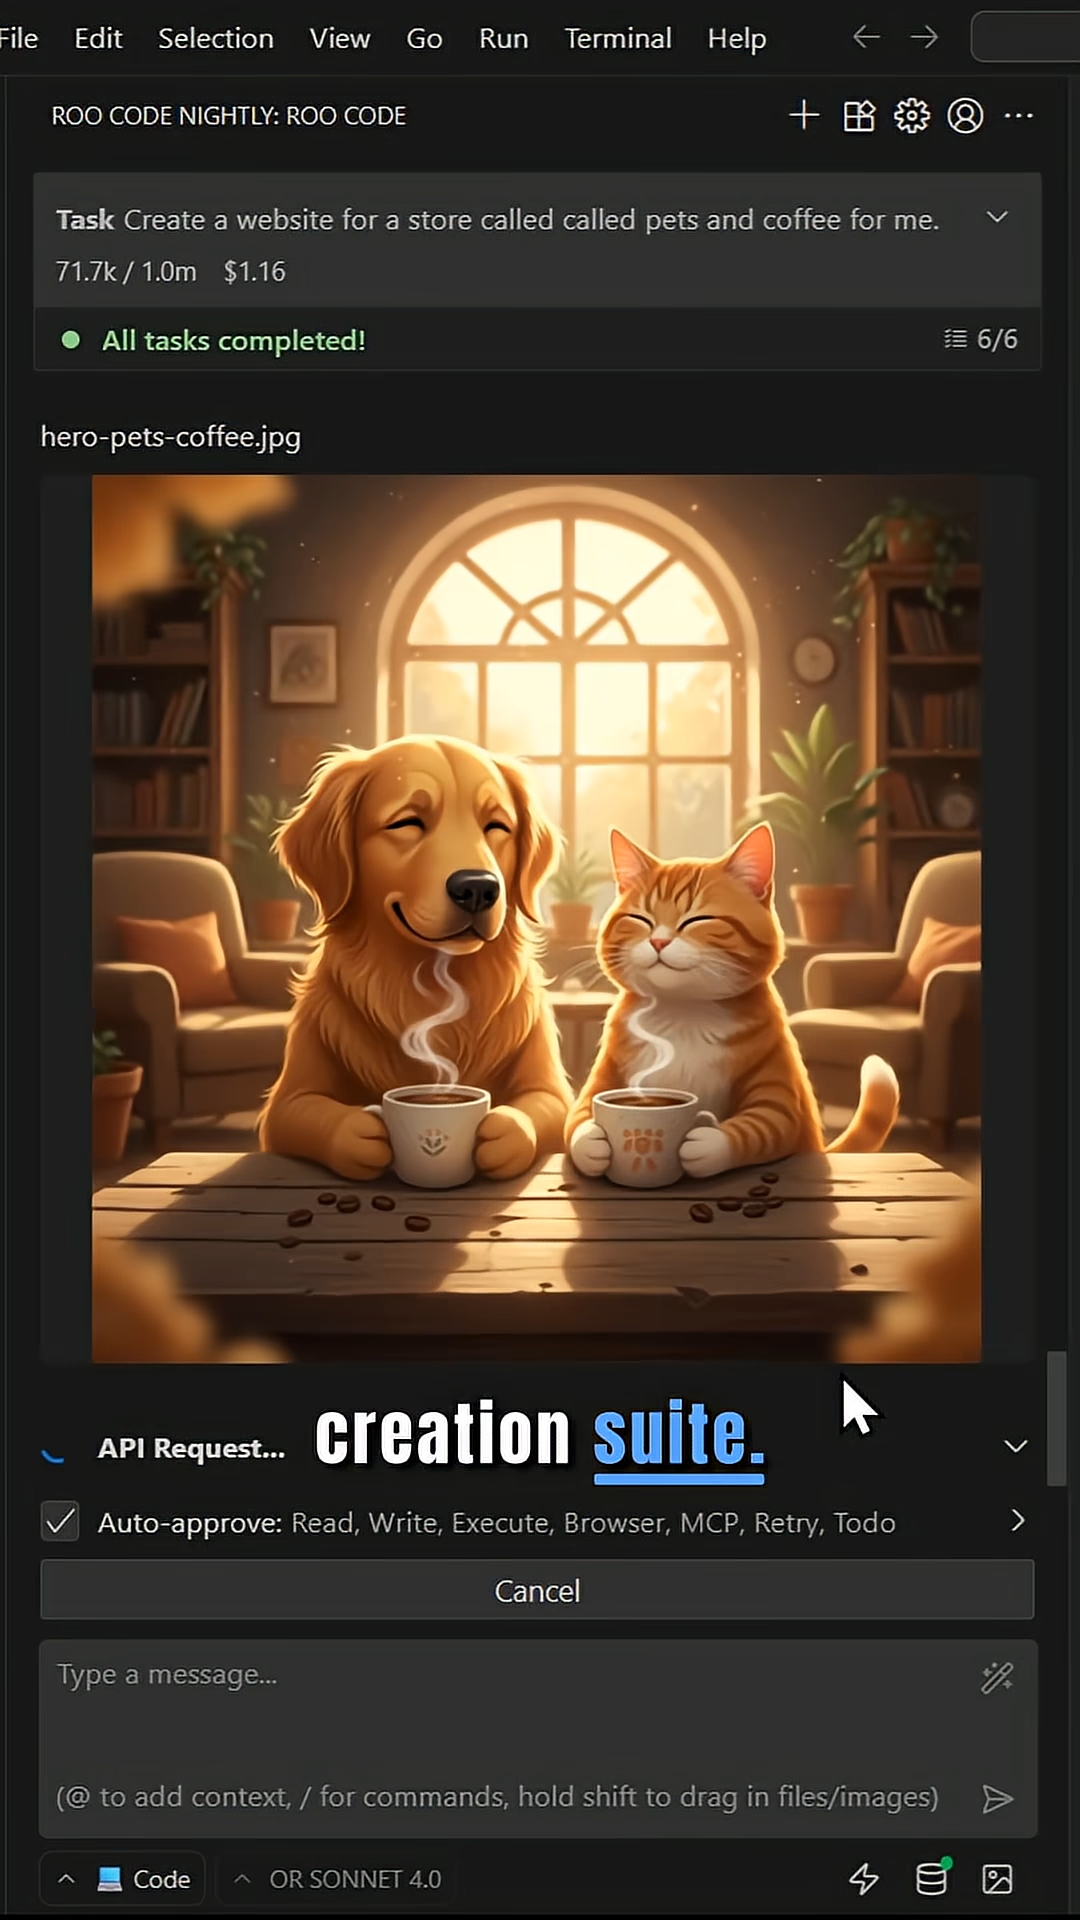 File Edit Selection View Go Run Terminal Help
ROO CODE NIGHTLY: ROO CODE
Task Create a website for a store called called pets and coffee for me.
71.7k / 1.0m $1.16
All tasks completed! 6/6
hero-pets-coffee.jpg
creation suite.
API Request...
Auto-approve: Read, Write, Execute, Browser, MCP, Retry, Todo
Cancel
Type a message...
(@ to add context, / for commands, hold shift to drag in files/images)
Code OR SONNET 4.0